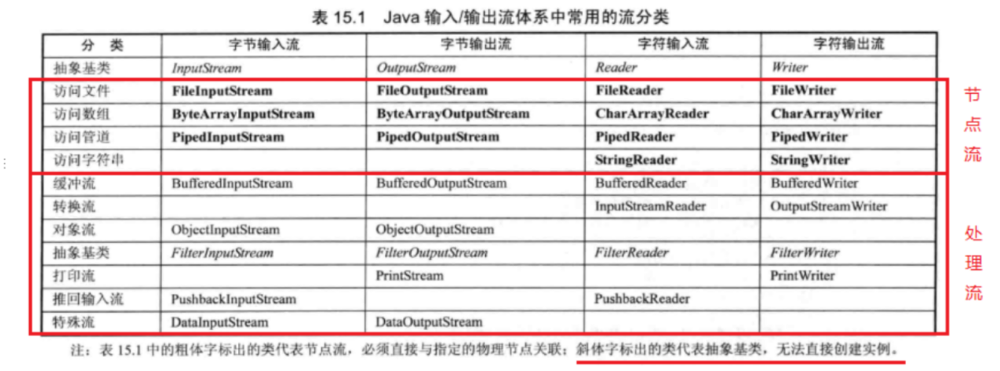 表 15.1 Java 输入/输出流体系中常用的流分类
分 类 字节输入流 字节输出流 字符输入流 字符输出流
抽象基类 InputStream OutputStream Reader Writer
访问文件 FileInputStream FileOutputStream FileReader FileWriter
访问数组 ByteArrayInputStream ByteArrayOutputStream CharArrayReader CharArrayWriter
访问管道 PipedInputStream PipedOutputStream PipedReader PipedWriter
访问字符串 StringReader StringWriter
缓冲流 BufferedInputStream BufferedOutputStream BufferedReader BufferedWriter
转换流 InputStreamReader OutputStreamWriter
对象流 ObjectInputStream ObjectOutputStream
抽象基类 FilterInputStream FilterOutputStream FilterReader FilterWriter
打印流 PrintStream PrintWriter
推回输入流 PushbackInputStream PushbackReader
特殊流 DataInputStream DataOutputStream
注：表 15.1 中的粗体字标出的类代表节点流，必须直接与指定的物理节点关联；斜体字标出的类代表抽象基类，无法直接创建实例。
节点流
处理流